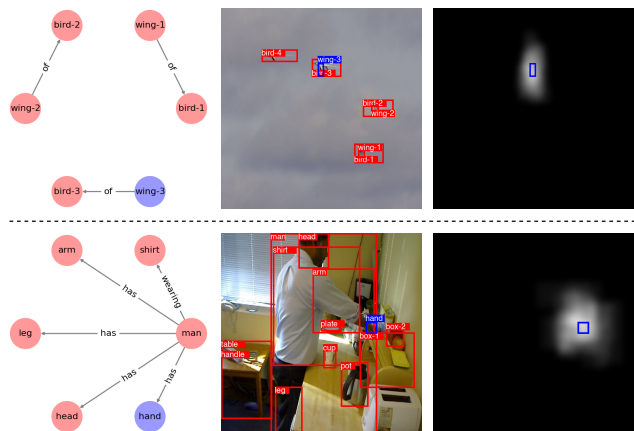 bird-2
wing-1
of
of
wing-2
bird-1
bird-3
of
wing-3
bird-4
wing-3
bird-3
bird-2
wing-2
wing-1
bird-1
arm
shirt
has
wearing
leg
has
man
has
has
head
hand
man
head
shirt
arm
hand
plate
box-2
box-1
table
cup
handle
pot
leg